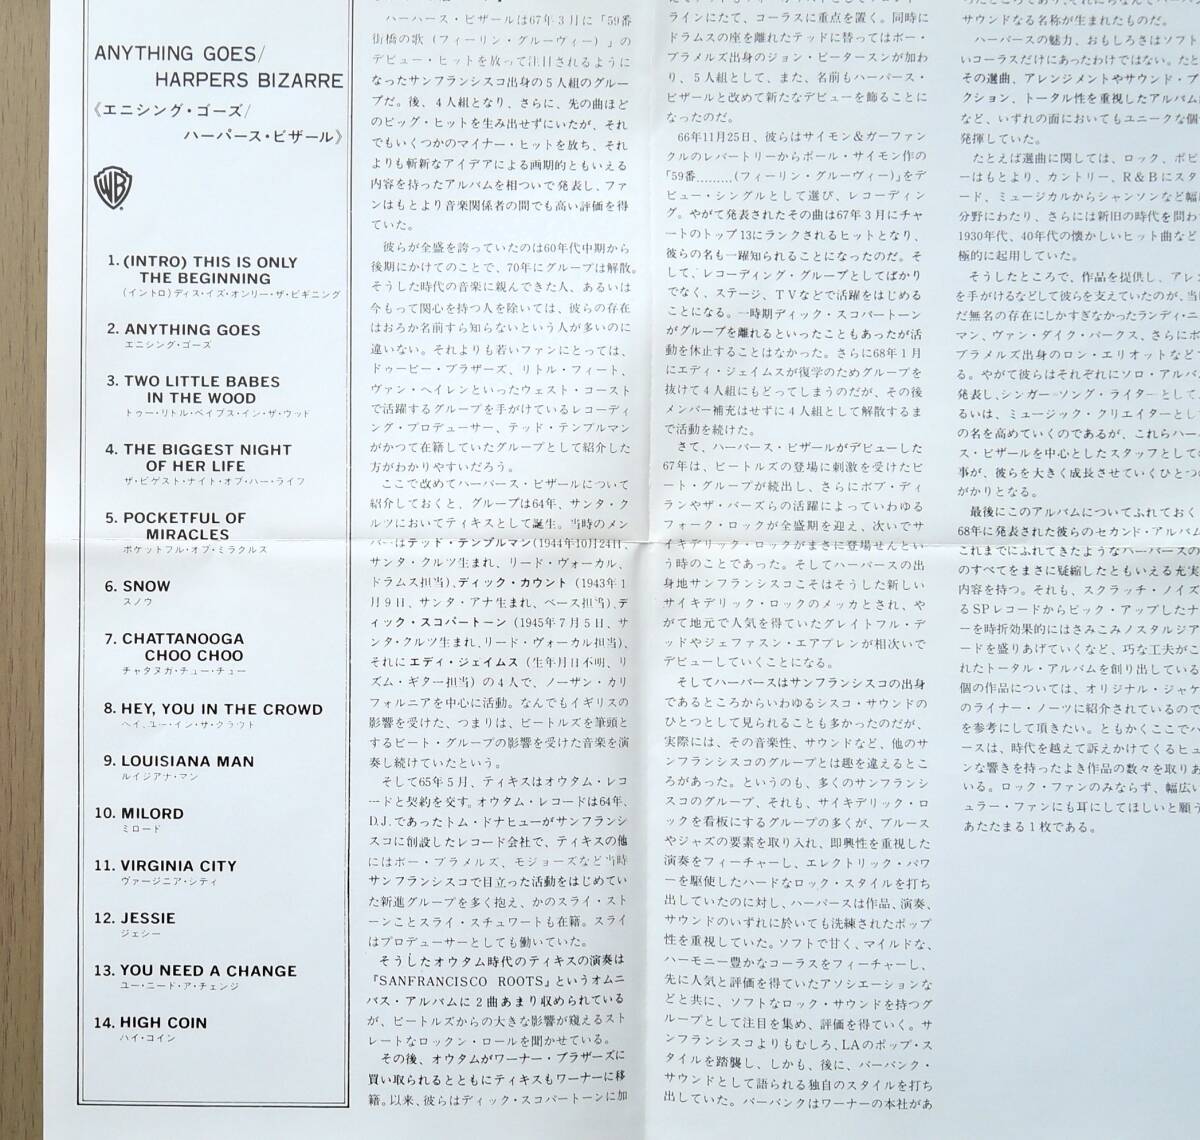 ANYTHING GOES/
HARPERS BIZARRE
《エニシング・ゴーズ/
ハーパース・ビザール》
WB
1. (INTRO) THIS IS ONLY
THE BEGINNING
(イントロ)ディス・イズ・オンリー・ザ・ビギニング
2. ANYTHING GOES
エニシング・ゴーズ
3. TWO LITTLE BABES
IN THE WOOD
トゥー・リトル・ベイブス・イン・ザ・ウッド
4. THE BIGGEST NIGHT
OF HER LIFE
ザ・ビゲスト・ナイト・オブ・ハー・ライフ
5. POCKETFUL OF
MIRACLES
ポケットフル・オブ・ミラクルス
6. SNOW
スノウ
7. CHATTANOOGA
CHOO CHOO
チャタヌガ・チュー・チュー
8. HEY, YOU IN THE CROWD
ヘイ、ユー・イン・ザ・クラウド
9. LOUISIANA MAN
ルイジアナ・マン
10. MILORD
ミロード
11. VIRGINIA CITY
ヴァージニア・シティ
12. JESSIE
ジェシー
13. YOU NEED A CHANGE
ユー・ニード・ア・チェンジ
14. HIGH COIN
ハイ・コイン
ハーパース・ビザールは67年3月に「59番
街橋の歌(フィーリン・グルーヴィー)」の
デビュー・ヒットを放って注目されるように
なったサンフランシスコ出身の5人組のグルー
プだ。後、4人組となり、さらに、先の曲ほど
のビッグ・ヒットを生み出せずにいたが、それ
でもいくつかのマイナー・ヒットを放ち、それ
よりも斬新なアイデアによる画期的ともいえる
内容を持ったアルバムを相ついで発表し、ファ
ンはもとより音楽関係者の間でも高い評価を得
ていた。
彼らが全盛を誇っていたのは60年代中期から
後期にかけてのことで、70年にグループは解散。
そうした時代の音楽に親んできた人、あるいは
今もって関心を持つ人を除いては、彼らの存在
はおろか名前すら知らないという人が多いのに
違いない。それよりも若いファンにとっては、
ドゥービー・ブラザーズ、リトル・フィート、
ヴァン・ヘイレンといったウェスト・コースト
で活躍するグループを手がけているレコーディ
ング・プロデューサー、テッド・テンプルマン
がかつて在籍していたグループとして紹介した
方がわかりやすいだろう。
ここで改めてハーパース・ビザールについて
紹介しておくと、グループは64年、サンタ・ク
ルツにおいてティキスとして誕生。当時のメン
バーはテッド・テンプルマン(1944年10月24日、
サンタ・クルツ生まれ、リード・ヴォーカル、
ドラムス担当)、ディック・カウント(1943年1
月9日、サンタ・アナ生まれ、ベース担当)、デ
ィック・スコパートーン(1945年7月5日、サ
ンタ・クルツ生まれ、リード・ヴォーカル担当)、
それにエディ・ジェイムス(生年月日不明、リ
ズム・ギター担当)の4人で、ノーザン・カリ
フォルニアを中心に活動。なんでもイギリスの
影響を受けた、つまりは、ビートルズを筆頭と
するビート・グループの影響を受けた音楽を演
奏し続けていたという。
そして65年5月、ティキスはオウタム・レコ
ードと契約を交す。オウタム・レコードは64年、
D.J.であったトム・ドナヒューがサンフランシ
スコに創設したレコード会社で、ティキスの他
にはボー・ブラメルズ、モジョーズなど当時
サンフランシスコで目立った活動をはじめてい
た新進グループを多く抱え、かのスライ・スト
ーンことスライ・スチュワートも在籍。スライ
はプロデューサーとしても働いていた。
そうしたオウタム時代のティキスの演奏は
『SANFRANCISCO ROOTS』というオムニ
バス・アルバムに2曲あまり収められている
が、ビートルズからの大きな影響が窺えるスト
レートなロックン・ロールを聞かせている。
その後、オウタムがワーナー・ブラザーズに
買い取られるとともにティキスもワーナーに移
籍。以来、彼らはディック・スコパートーンに加
ラインにたて、コーラスに重点を置く。同時に
ドラムスの座を離れたテッドに替ってはボー・
ブラメルズ出身のジョン・ピータースンが加わ
り、5人組として、また、名前もハーパース・
ビザールと改めて新たなデビューを飾ることに
なったのだ。
66年11月25日、彼らはサイモン&ガーファン
クルのレパートリーからポール・サイモン作の
「59番………(フィーリン・グルーヴィー)」をデ
ビュー・シングルとして選び、レコーディン
グ。やがて発表されたその曲は67年3月にチャ
ートのトップ13にランクされるヒットとなり、
彼らの名も一躍知られることになったのだ。そ
して、レコーディング・グループとしてばかり
でなく、ステージ、TVなどで活躍をはじめる
ことになる。一時期ディック・スコパートーン
がグループを離れるといったこともあったが活
動を休止することはなかった。さらに68年1月
にエディ・ジェイムスが復学のためグループを
抜けて4人組にもどってしまうのだが、その後
メンバー補充はせずに4人組として解散するま
で活動を続けた。
さて、ハーパース・ビザールがデビューした
67年は、ビートルズの登場に刺激を受けたビ
ート・グループが続出し、さらにボブ・ディ
ランやザ・バーズらの活躍によっていわゆる
フォーク・ロックが全盛期を迎え、次いでサ
イキデリック・ロックがまさに登場せんとい
う時のことであった。そしてハーパースの出
身地サンフランシスコこそはそうした新しい
サイキデリック・ロックのメッカとされ、や
がて地元で人気を得ていたグレイトフル・デ
ッドやジェファスン・エアプレンが相次いで
デビューしていくことになる。
そしてハーパースはサンフランシスコの出身
であるところからいわゆるシスコ・サウンドの
ひとつとして見られることも多かったのだが、
実際には、その音楽性、サウンドなど、他のサ
ンフランシスコのグループとは趣を違えるとこ
ろがあった。というのも、多くのサンフランシ
スコのグループ、それも、サイキデリック・ロ
ックを看板にするグループの多くが、ブルース
やジャズの要素を取り入れ、即興性を重視した
演奏をフィーチャーし、エレクトリック・パワ
ーを駆使したハードなロック・スタイルを打ち
出していたのに対し、ハーパースは作品、演奏、
サウンドのいずれに於いても洗練されたポップ
性を重視していた。ソフトで甘く、マイルドな、
ハーモニー豊かなコーラスをフィーチャーし、
先に人気と評価を得ていたアソシエーションな
どと共に、ソフトなロック・サウンドを持つグ
ループとして注目を集め、評価を得ていく。サ
ンフランシスコよりもむしろ、LAのポップ・ス
タイルを踏襲し、しかも、後に、バーバンク・
サウンドとして語られる独自のスタイルを打ち
出していた。バーバンクはワーナーの本社があ
サウンドなる名称が生まれたものだ。
ハーパースの魅力、おもしろさはソフト
いコーラスだけにあったわけではない。たと
その選曲、アレンジメントやサウンド・プ
クション、トータル性を重視したアルバム
など、いずれの面においてもユニークな個
発揮していた。
たとえば選曲に関しては、ロック、ポピ
ーはもとより、カントリー、R&Bにスタ
ード、ミュージカルからシャンソンなど幅
分野にわたり、さらには新旧の時代を問わ
1930年代、40年代の懐かしいヒット曲など
極的に起用していた。
そうしたところで、作品を提供し、アレ
を手がけるなどして彼らを支えていたのが、当
だ無名の存在にしかすぎなかったランディ・ニ
マン、ヴァン・ダイク・パークス、さらにボ
ブラメルズ出身のロン・エリオットなど
る。やがて彼らはそれぞれにソロ・アルバ
発表し、シンガー・ソング・ライターとして
るいは、ミュージック・クリエイターとし
の名を高めていくのであるが、これらハー
ス・ビザールを中心としたスタッフとしての
事が、彼らを大きく成長させていくひとつ
がかりとなる。
最後にこのアルバムについてふれておく
68年に発表された彼らのセカンド・アルバム
これまでにふれてきたようなハーパースの
のすべてをまさに疑縮したともいえる充実
内容を持つ。それも、スクラッチ・ノイズ
るSPレコードからピック・アップしたナ
ーを時折効果的にはさみこみノスタルジア
ードを盛りあげていくなど、巧な工夫がこ
れたトータル・アルバムを創り出している
個の作品については、オリジナル・ジャケ
のライナー・ノーツに紹介されているので
を参考にして頂きたい。ともかくここでハ
ースは、時代を越えて訴えかけてくるヒュ
ンな響きを持ったよき作品の数々を取りあ
いる。ロック・ファンのみならず、幅広い
ュラー・ファンにも耳にしてほしいと願う
あたたまる1枚である。